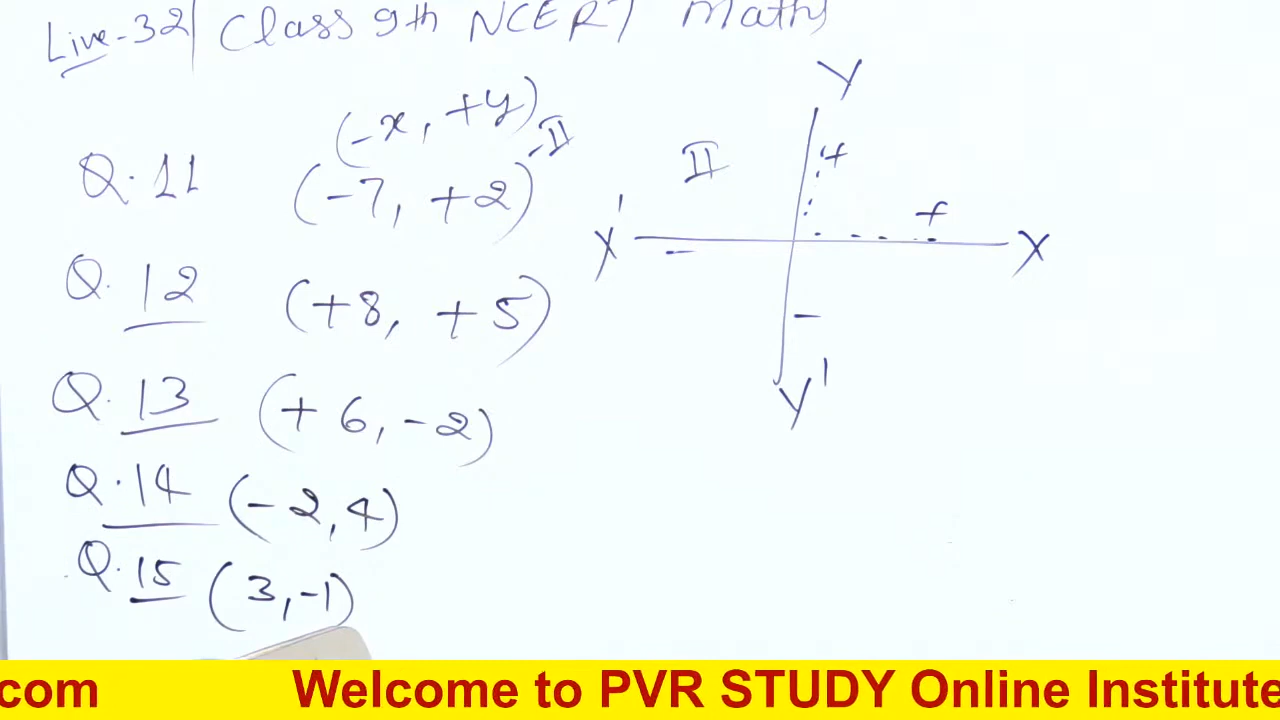 Live-32| Class 9th NCERT Maths
(-x, +y)
Q. 11 (-7, +2) -II
Q. 12 (+8, +5)
Q. 13 (+6, -2)
Q. 14 (-2, 4)
Q. 15 (3, -1)
Y
II +
+
X' - X
-
Y'
.com Welcome to PVR STUDY Online Institute